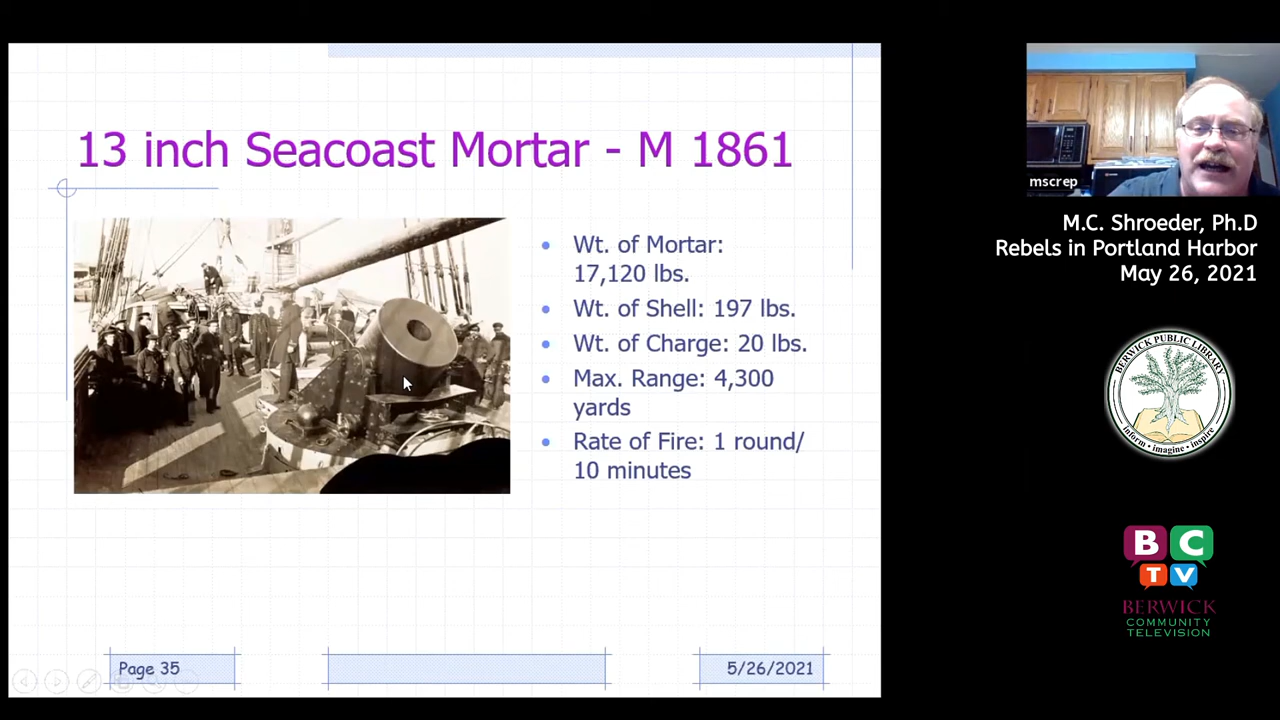 13 inch Seacoast Mortar - M 1861
Wt. of Mortar:
17,120 lbs.
Wt. of Shell: 197 lbs.
Wt. of Charge: 20 lbs.
Max. Range: 4,300
yards
Rate of Fire: 1 round/
10 minutes
Page 35
5/26/2021
mscrep
M.C. Shroeder, Ph.D
Rebels in Portland Harbor
May 26, 2021
BERWICK PUBLIC LIBRARY
inform • imagine • inspire
BC
TV
BERWICK
COMMUNITY
TELEVISION